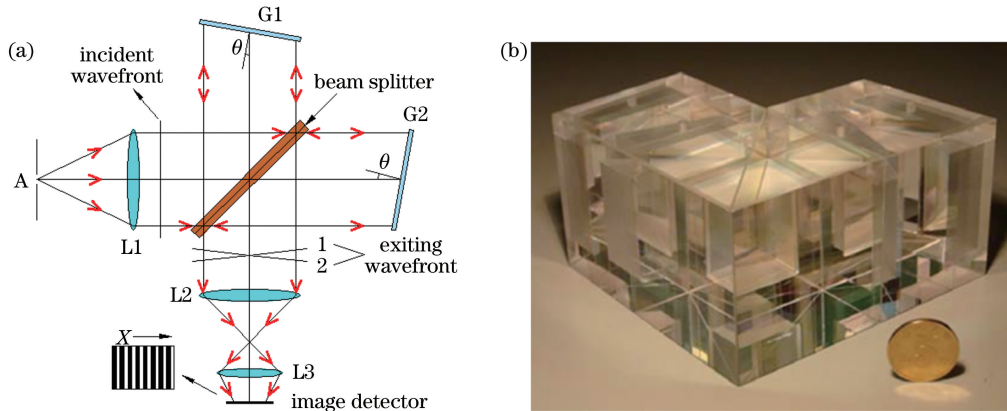 (a)
G1
θ
incident
wavefront
beam splitter
G2
A
θ
L1
1
2
exiting
wavefront
L2
X
L3
image detector
(b)